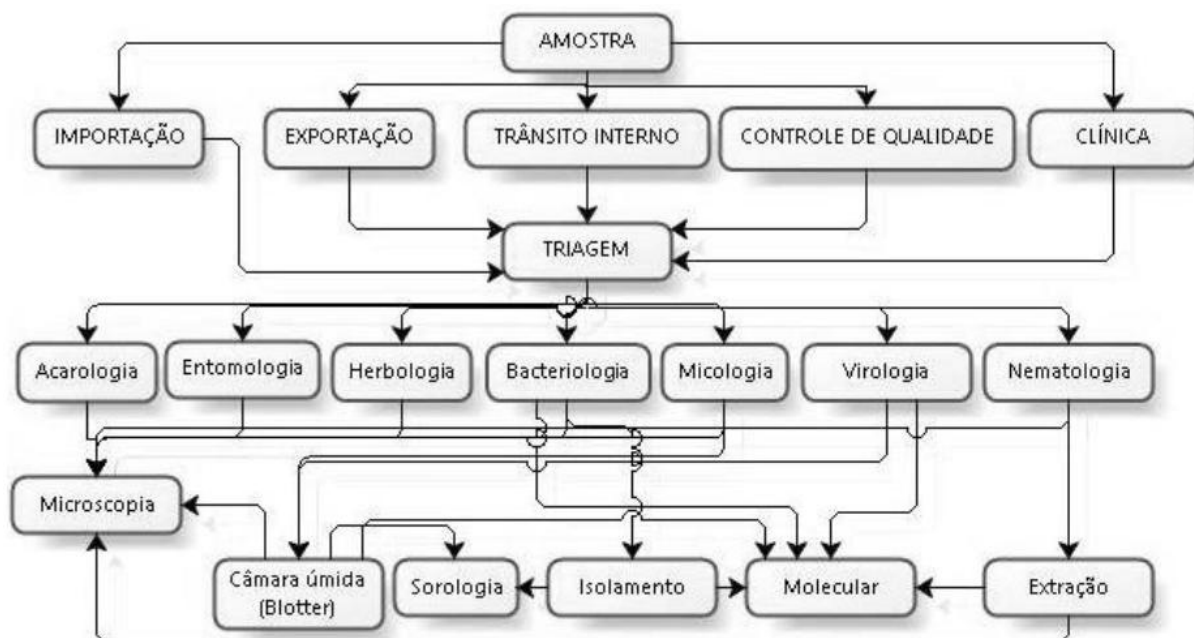 AMOSTRA
IMPORTAÇÃO
EXPORTAÇÃO
TRÂNSITO INTERNO
CONTROLE DE QUALIDADE
CLÍNICA
TRIAGEM
Acarologia
Entomologia
Herbologia
Bacteriologia
Micologia
Virologia
Nematologia
Microscopia
Câmara úmida
(Blotter)
Sorologia
Isolamento
Molecular
Extração